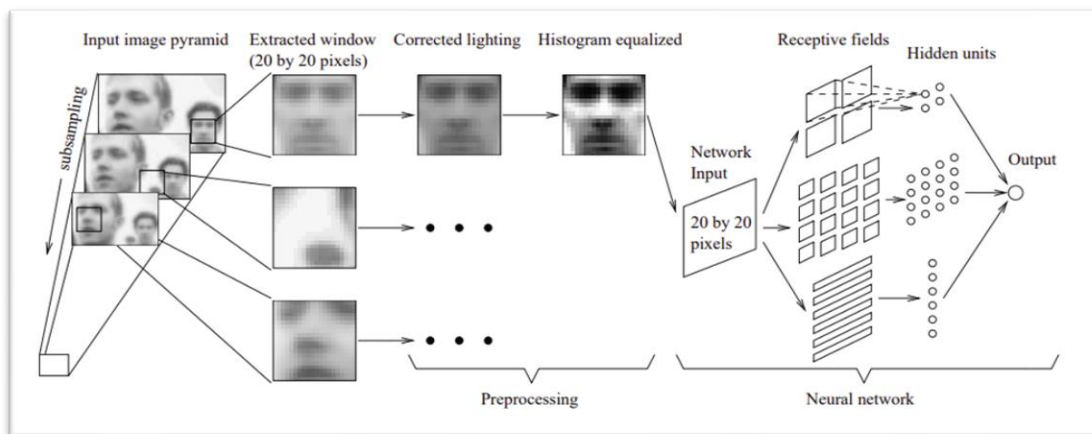 Input image pyramid
Extracted window
(20 by 20 pixels)
Corrected lighting
Histogram equalized
Receptive fields
Hidden units
subsampling
Network
Input
20 by 20
pixels
Output
Preprocessing
Neural network